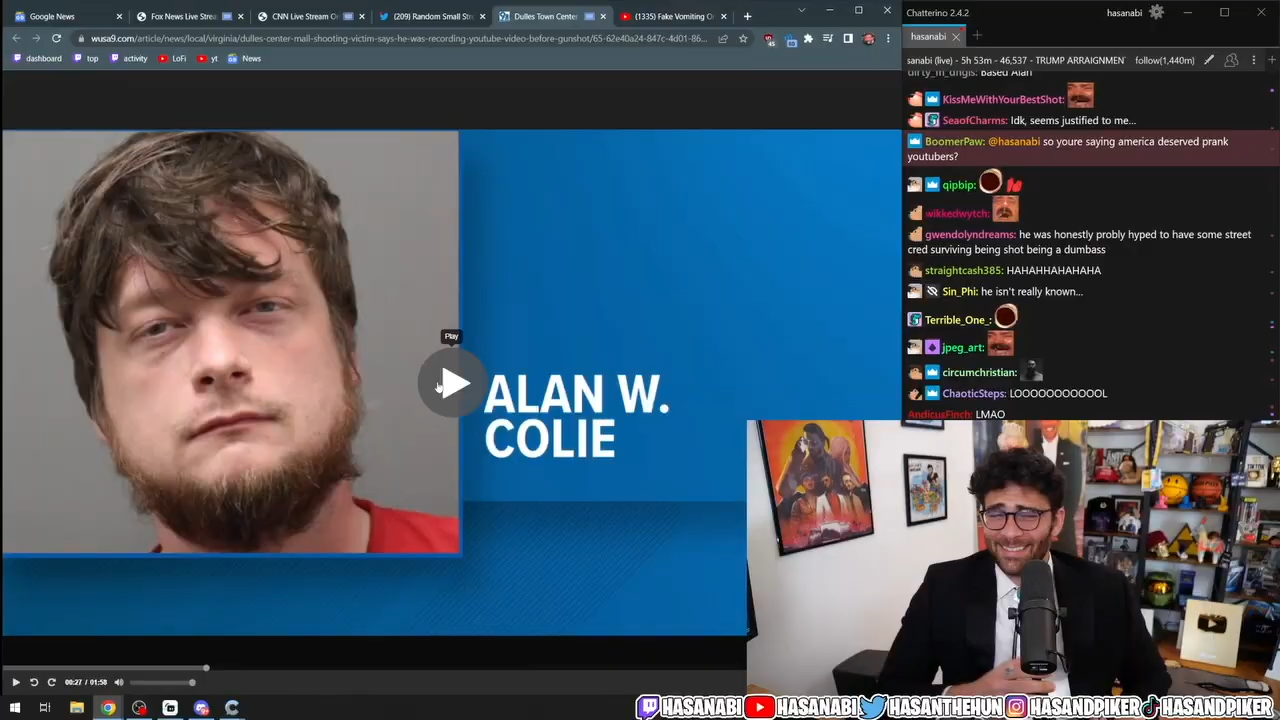 Google News
Fox News Live Strea
CNN Live Stream O
(209) Random Small Stre
Dulles Town Center
(1335) Fake Vomiting On
wusa9.com/article/news/local/virginia/dulles-center-mall-shooting-victim-says-he-was-recording-youtube-video-before-gunshot/65-62e40a24-847c-4d01-86...
dashboard
top
activity
LoFi
yt
News
Play
ALAN W.
COLIE
00:27 / 01:58
Chatterino 2.4.2
hasanabi
hasanabi
sanabi (live) - 5h 53m - 46,537 - TRUMP ARRAIGNMEN
follow(1,440m)
Based Alan
KissMeWithYourBestShot:
SeaofCharms: Idk, seems justified to me...
BoomerPaw: @hasanabi so youre saying america deserved prank
youtubers?
qipbip:
wikkedwytch:
gwendolyndreams: he was honestly probly hyped to have some street
cred surviving being shot being a dumbass
straightcash385: HAHAHHAHAHAHA
Sin_Phi: he isn't really known...
Terrible_One_:
jpeg_art:
circumchristian:
ChaoticSteps: LOOOOOOOOOOL
AndicusFinch: LMAO
HASANABI HASANABI HASANTHEHUN HASANDPIKER HASANDPIKER